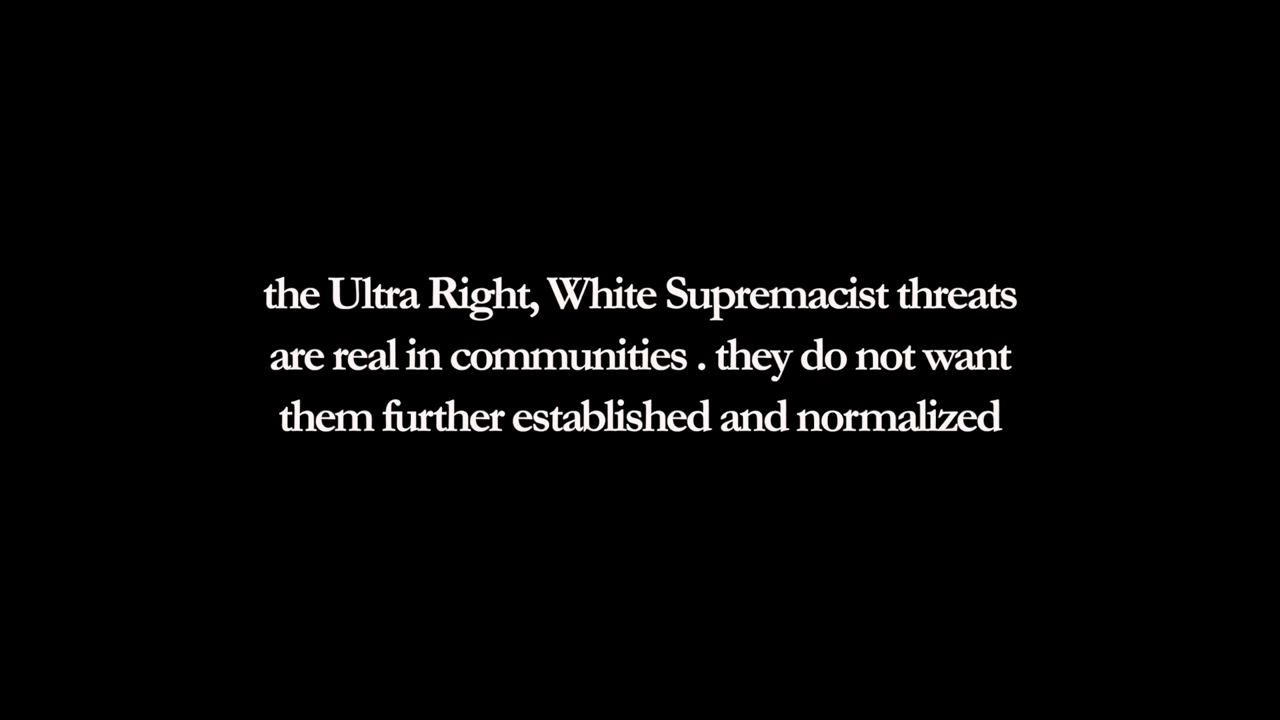 the Ultra Right, White Supremacist threats
are real in communities . they do not want
them further established and normalized